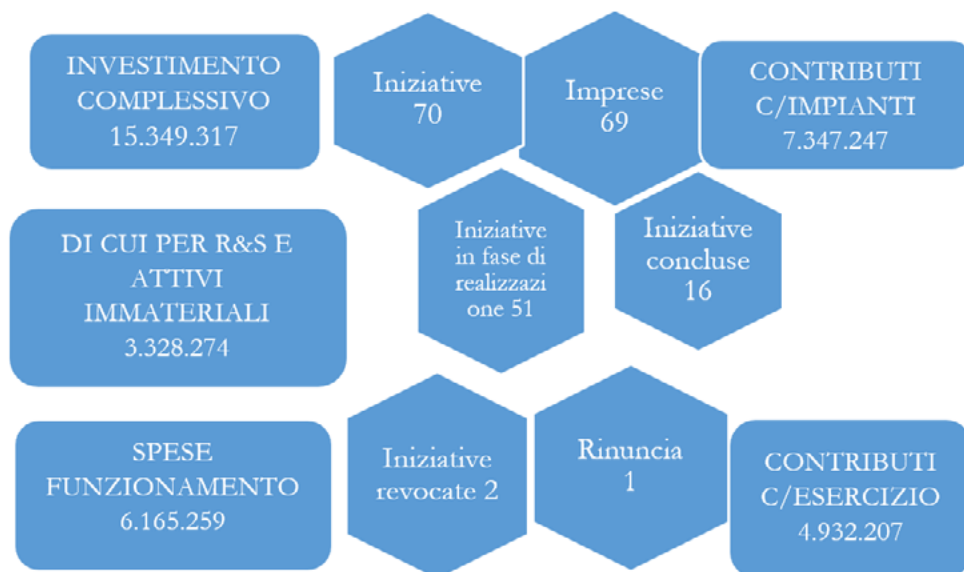 INVESTIMENTO
COMPLESSIVO
15.349.317
Iniziative
70
Imprese
69
CONTRIBUTI
C/IMPIANTI
7.347.247
DI CUI PER R&S E
ATTIVI
IMMATERIALI
3.328.274
Iniziative
in fase di
realizzazi
one 51
Iniziative
concluse
16
SPESE
FUNZIONAMENTO
6.165.259
Iniziative
revocate 2
Rinuncia
1
CONTRIBUTI
C/ESERCIZIO
4.932.207